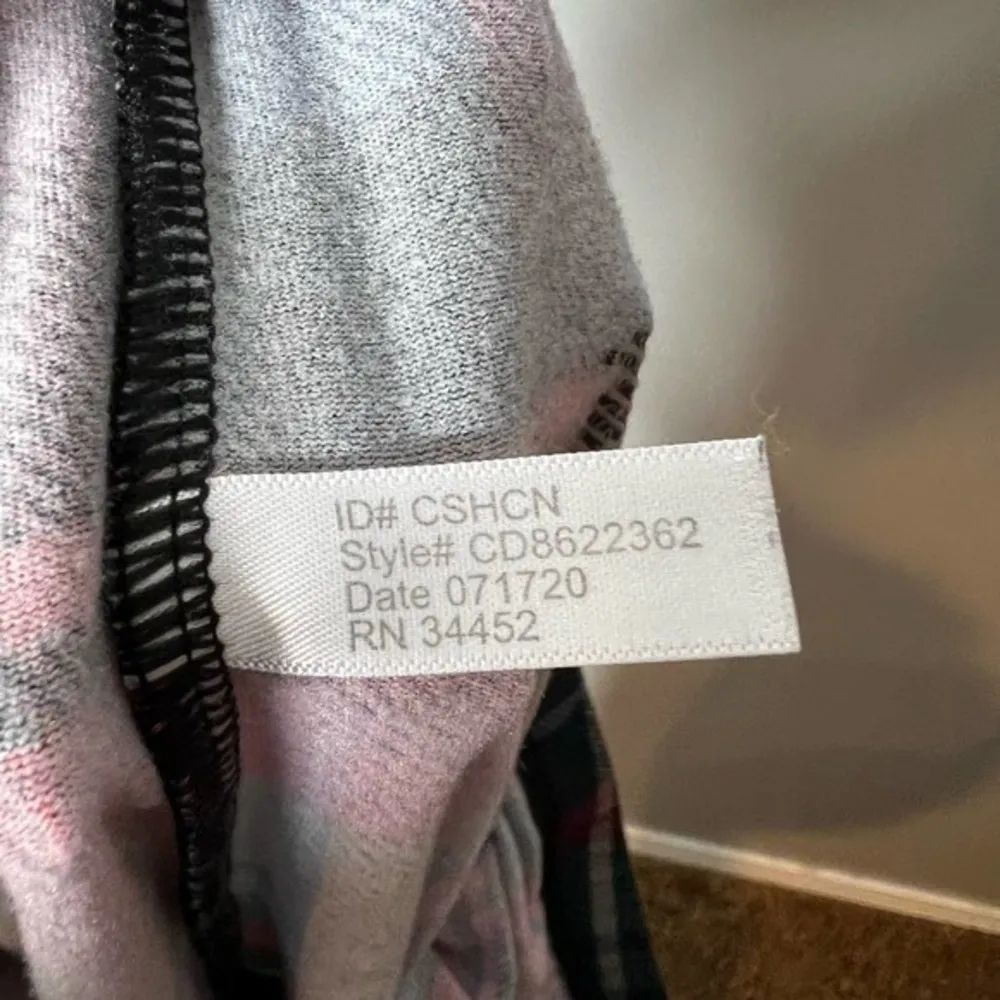 ID# CSHCN
Style# CD8622362
Date 071720
RN 34452